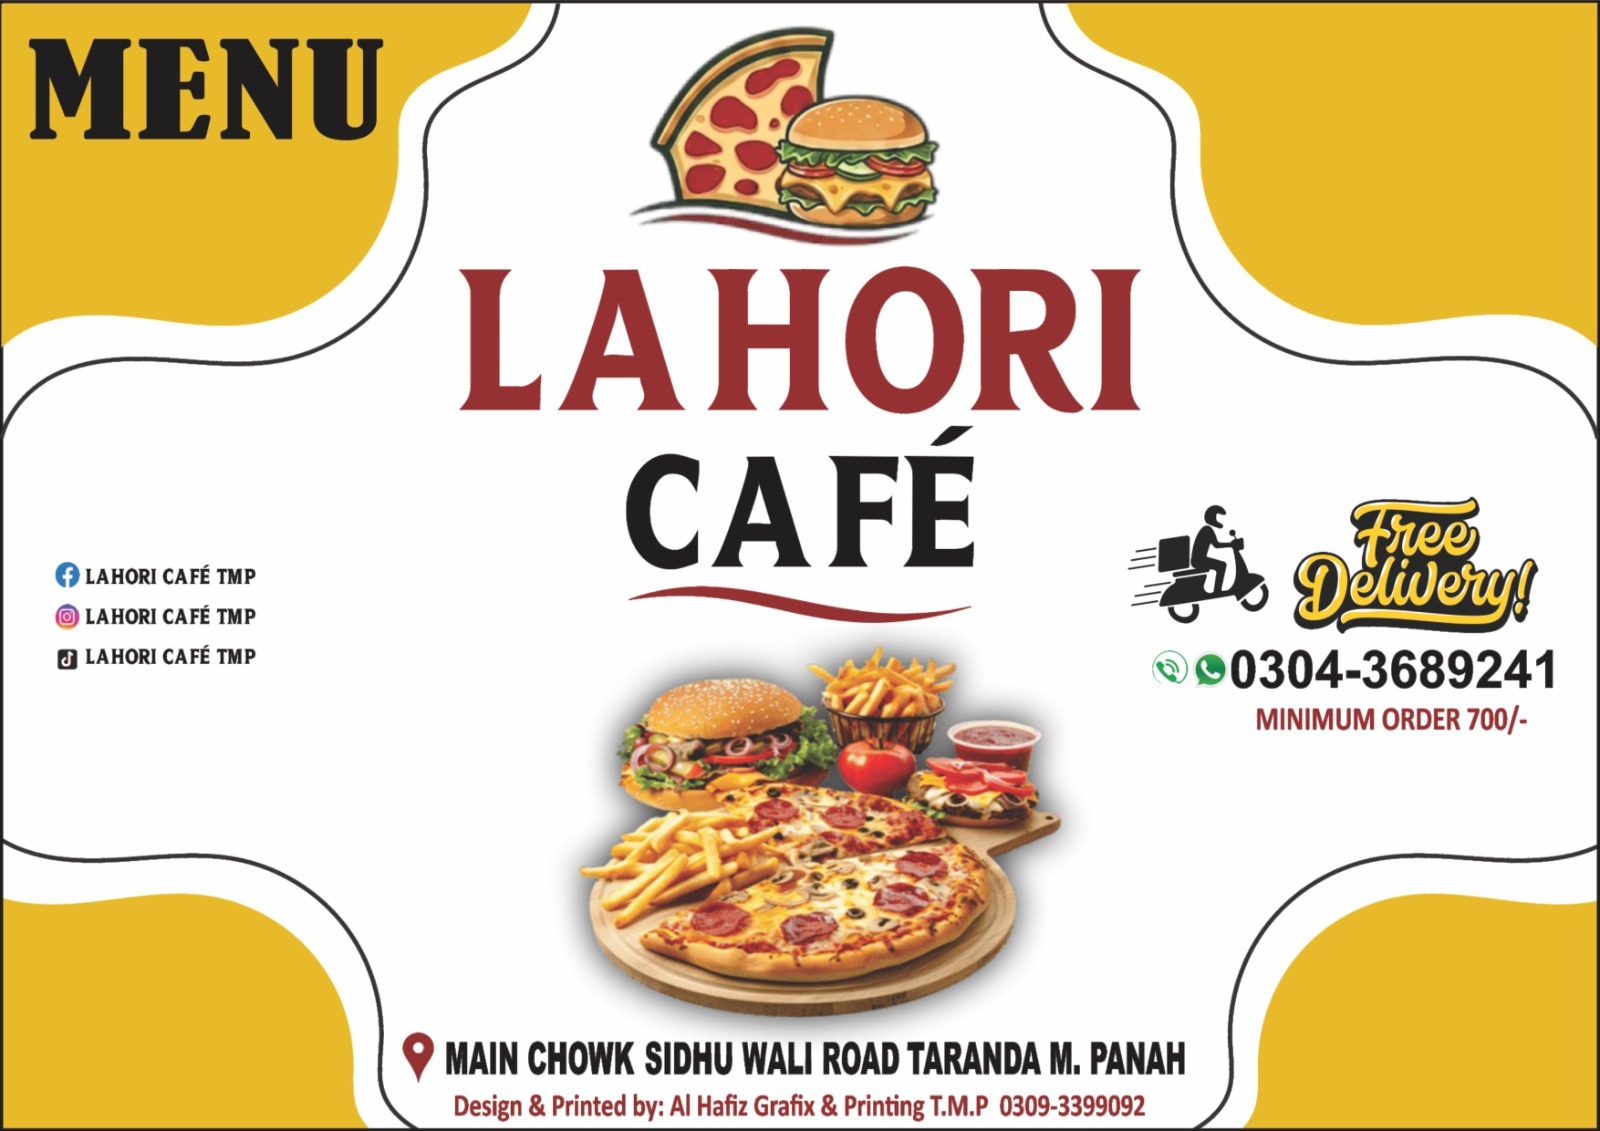 MENU
LAHORI
CAFÉ
LAHORI CAFÉ TMP
LAHORI CAFÉ TMP
LAHORI CAFÉ TMP
Free
Delivery!
0304-3689241
MINIMUM ORDER 700/-
MAIN CHOWK SIDHU WALI ROAD TARANDA M. PANAH
Design & Printed by: Al Hafiz Grafix & Printing T.M.P 0309-3399092